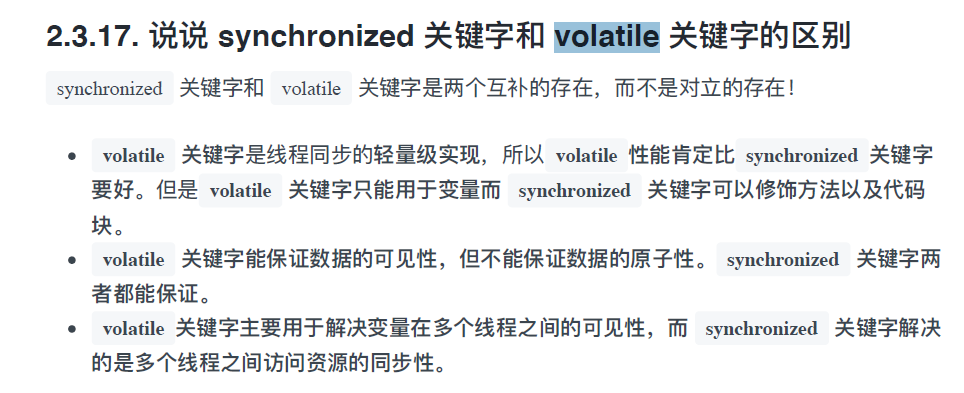 2.3.17. 说说 synchronized 关键字和 volatile 关键字的区别
synchronized 关键字和 volatile 关键字是两个互补的存在，而不是对立的存在！
• volatile 关键字是线程同步的轻量级实现，所以 volatile 性能肯定比 synchronized 关键字
要好。但是 volatile 关键字只能用于变量而 synchronized 关键字可以修饰方法以及代码
块。
• volatile 关键字能保证数据的可见性，但不能保证数据的原子性。synchronized 关键字两
者都能保证。
• volatile 关键字主要用于解决变量在多个线程之间的可见性，而 synchronized 关键字解决
的是多个线程之间访问资源的同步性。